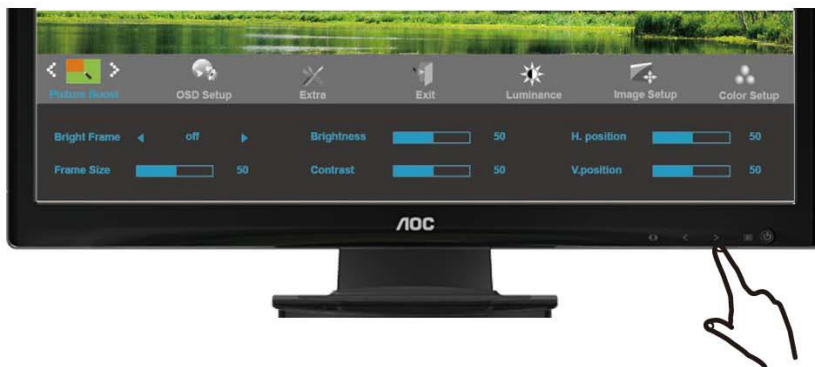 Picture Boost OSD Setup Extra Exit Luminance Image Setup Color Setup
Bright Frame off Brightness 50 H. position 50
Frame Size 50 Contrast 50 V.position 50
AOC